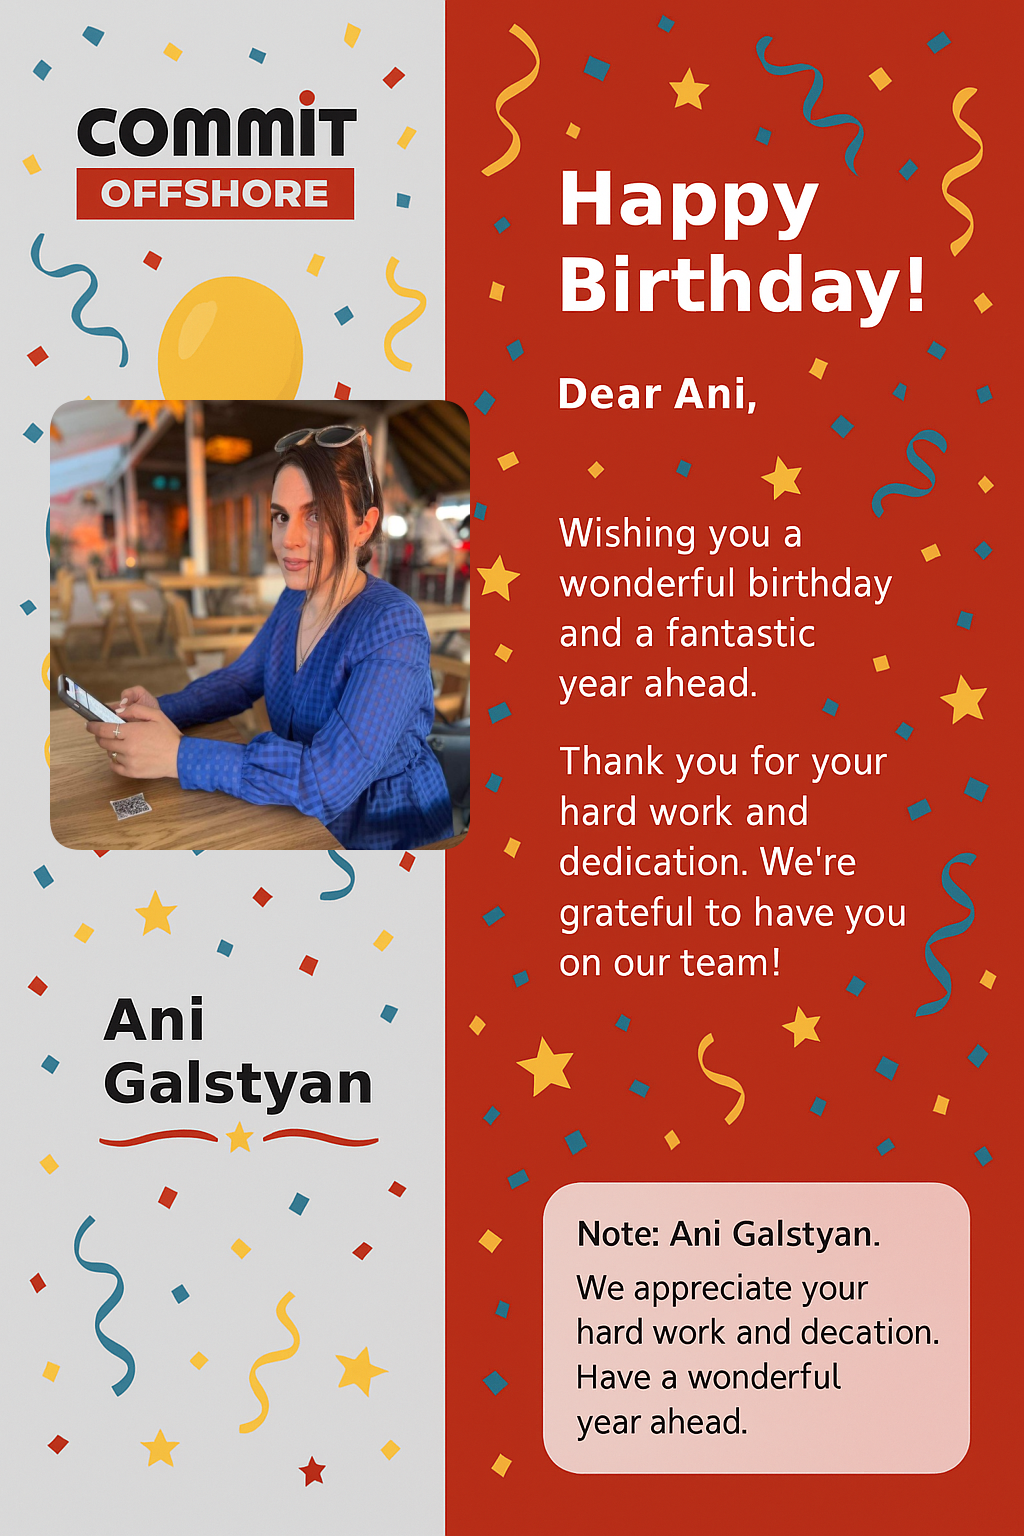 commit
OFFSHORE
Ani
Galstyan
Happy
Birthday!
Dear Ani,
Wishing you a
wonderful birthday
and a fantastic
year ahead.
Thank you for your
hard work and
dedication. We're
grateful to have you
on our team!
Note: Ani Galstyan.
We appreciate your
hard work and decation.
Have a wonderful
year ahead.